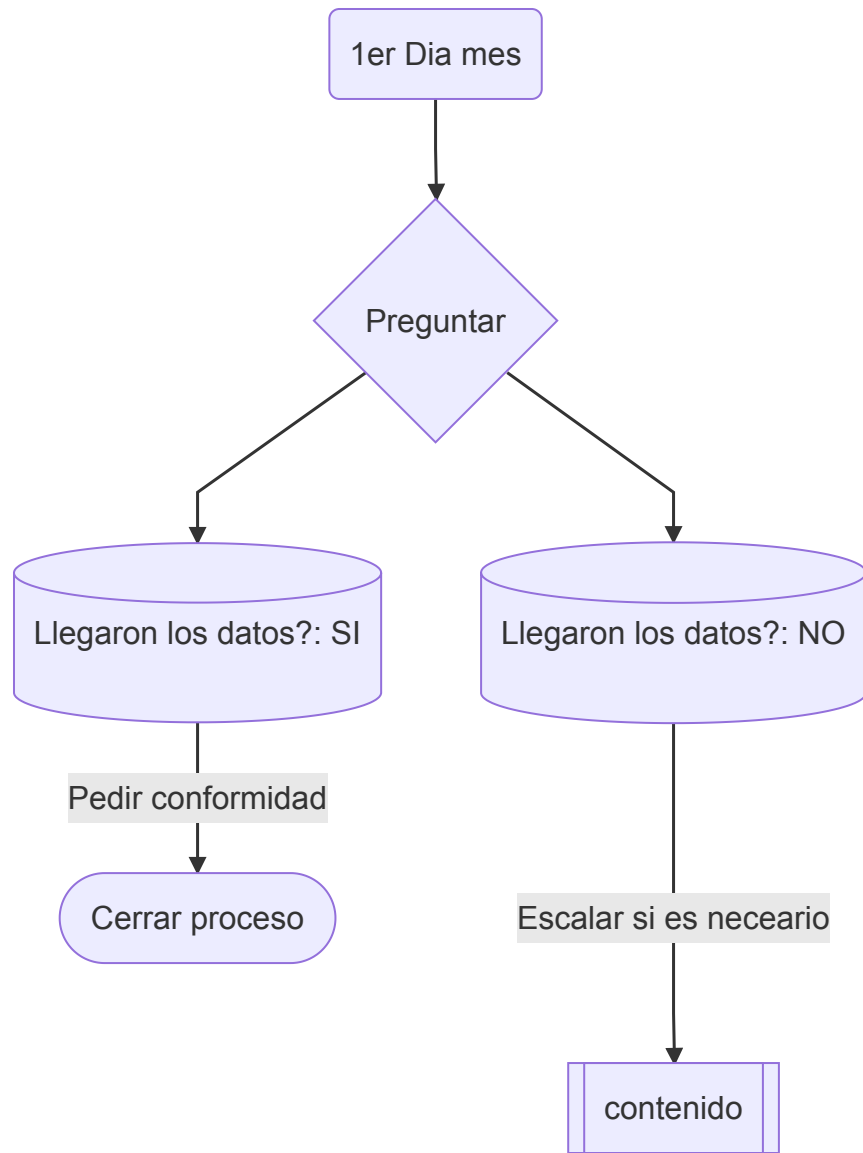 1er Dia mes
Preguntar
Llegaron los datos?: SI
Llegaron los datos?: NO
Pedir conformidad
Escalar si es neceario
Cerrar proceso
contenido